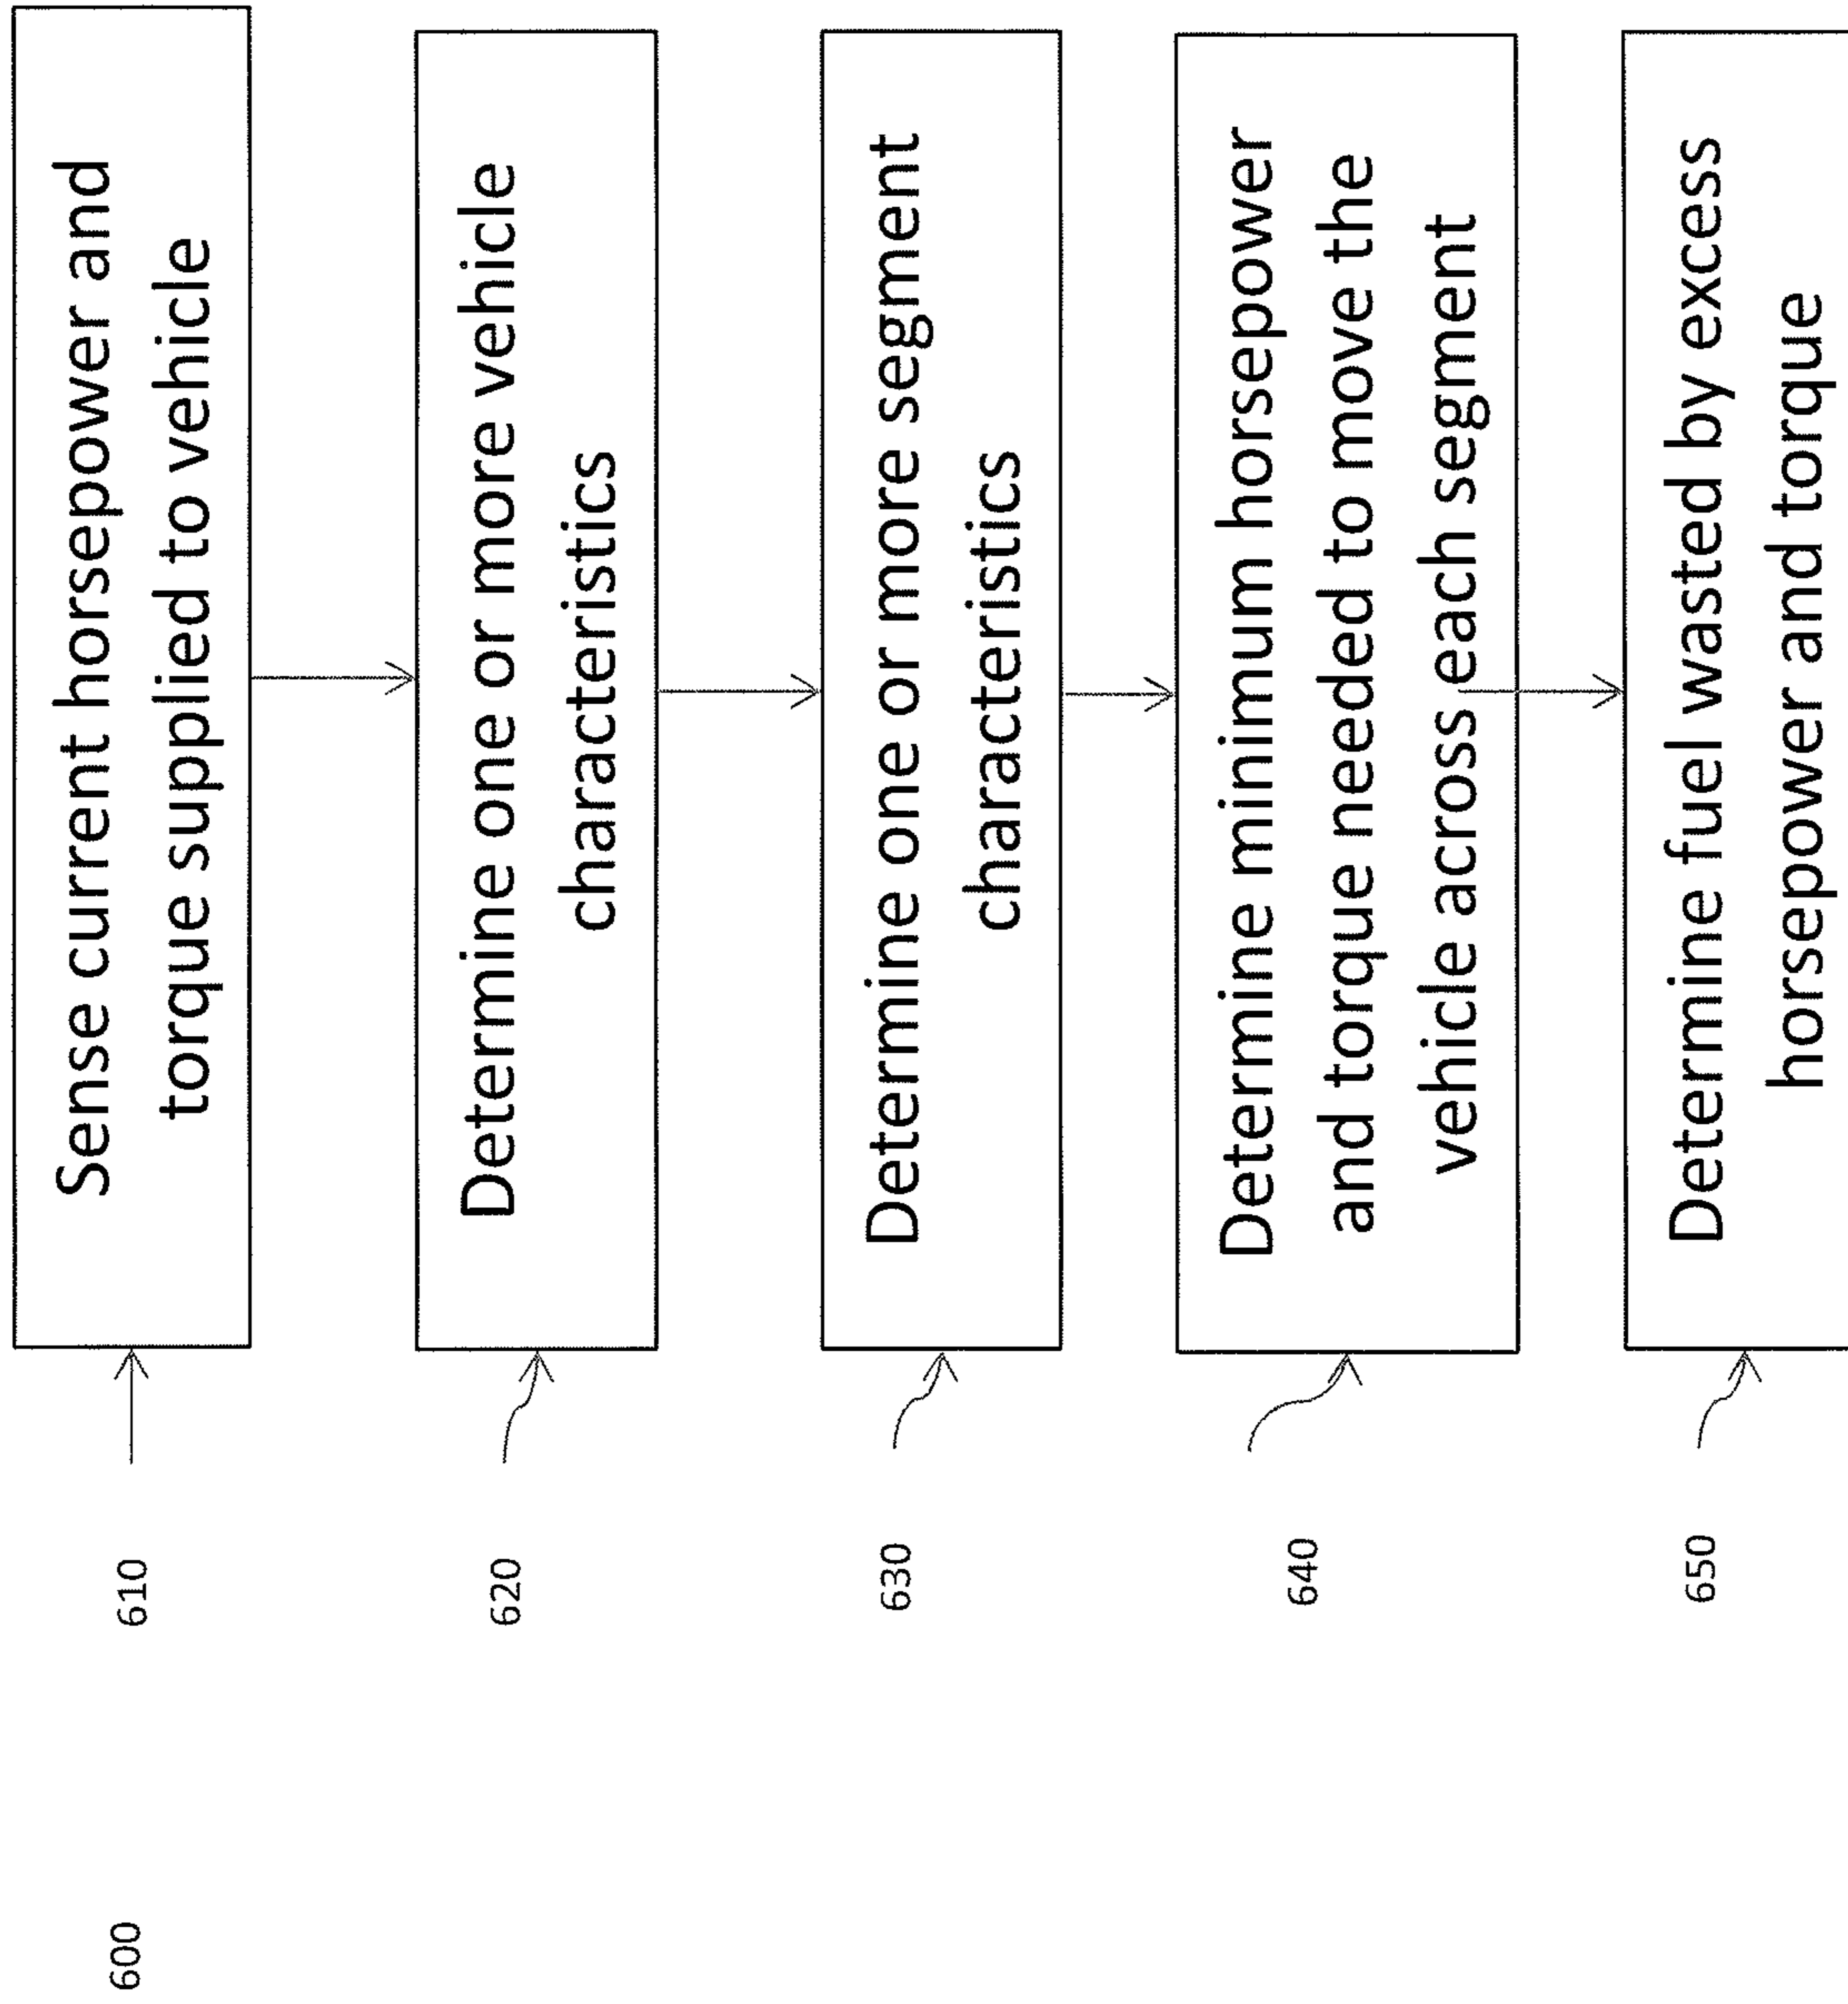 600
610
Sense current horsepower and
torque supplied to vehicle
620
Determine one or more vehicle
characteristics
630
Determine one or more segment
characteristics
640
Determine minimum horsepower
and torque needed to move the
vehicle across each segment
650
Determine fuel wasted by excess
horsepower and torque